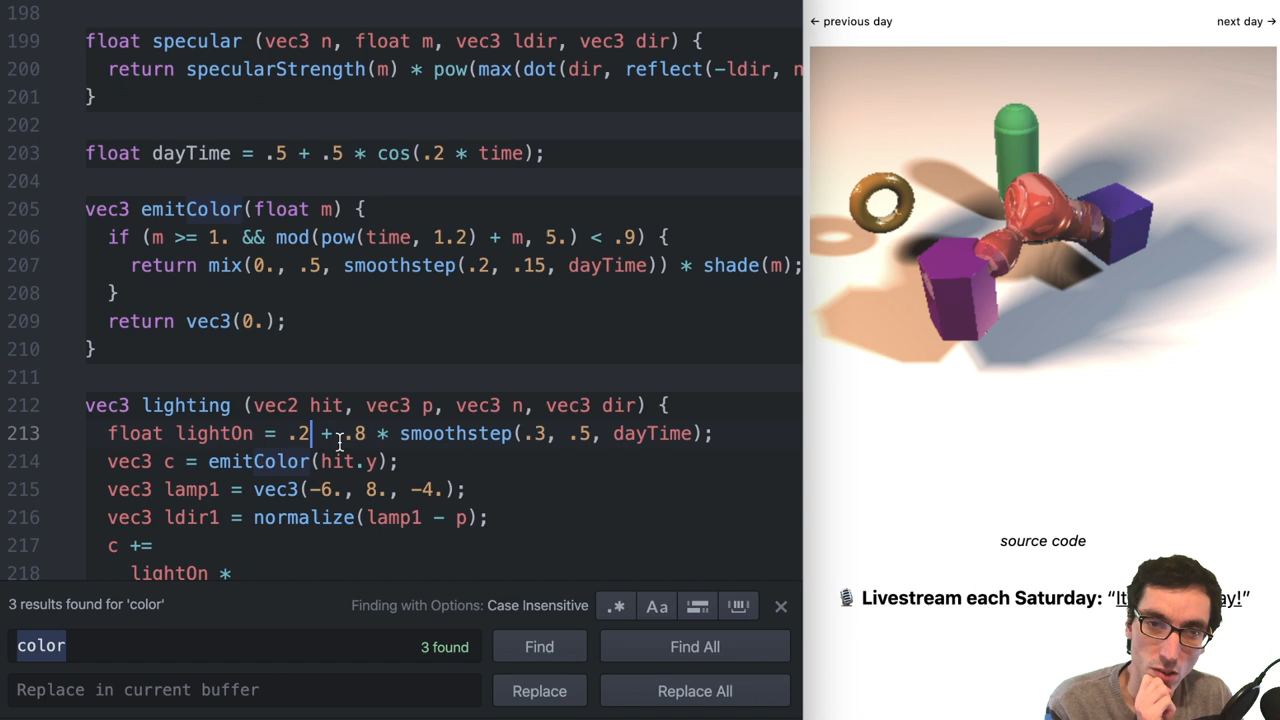 198
199 float specular (vec3 n, float m, vec3 ldir, vec3 dir) {
200 return specularStrength(m) * pow(max(dot(dir, reflect(-ldir, n
201 }
202
203 float dayTime = .5 + .5 * cos(.2 * time);
204
205 vec3 emitColor(float m) {
206 if (m >= 1. && mod(pow(time, 1.2) + m, 5.) < .9) {
207 return mix(0., .5, smoothstep(.2, .15, dayTime)) * shade(m);
208 }
209 return vec3(0.);
210 }
211
212 vec3 lighting (vec2 hit, vec3 p, vec3 n, vec3 dir) {
213 float lightOn = .2 + .8 * smoothstep(.3, .5, dayTime);
214 vec3 c = emitColor(hit.y);
215 vec3 lamp1 = vec3(-6., 8., -4.);
216 vec3 ldir1 = normalize(lamp1 - p);
217 c +=
218 lightOn *
3 results found for 'color'
Finding with Options: Case Insensitive
.*
Aa
color
3 found
Find
Find All
Replace in current buffer
Replace
Replace All
← previous day
next day →
source code
Livestream each Saturday: “It ay!”